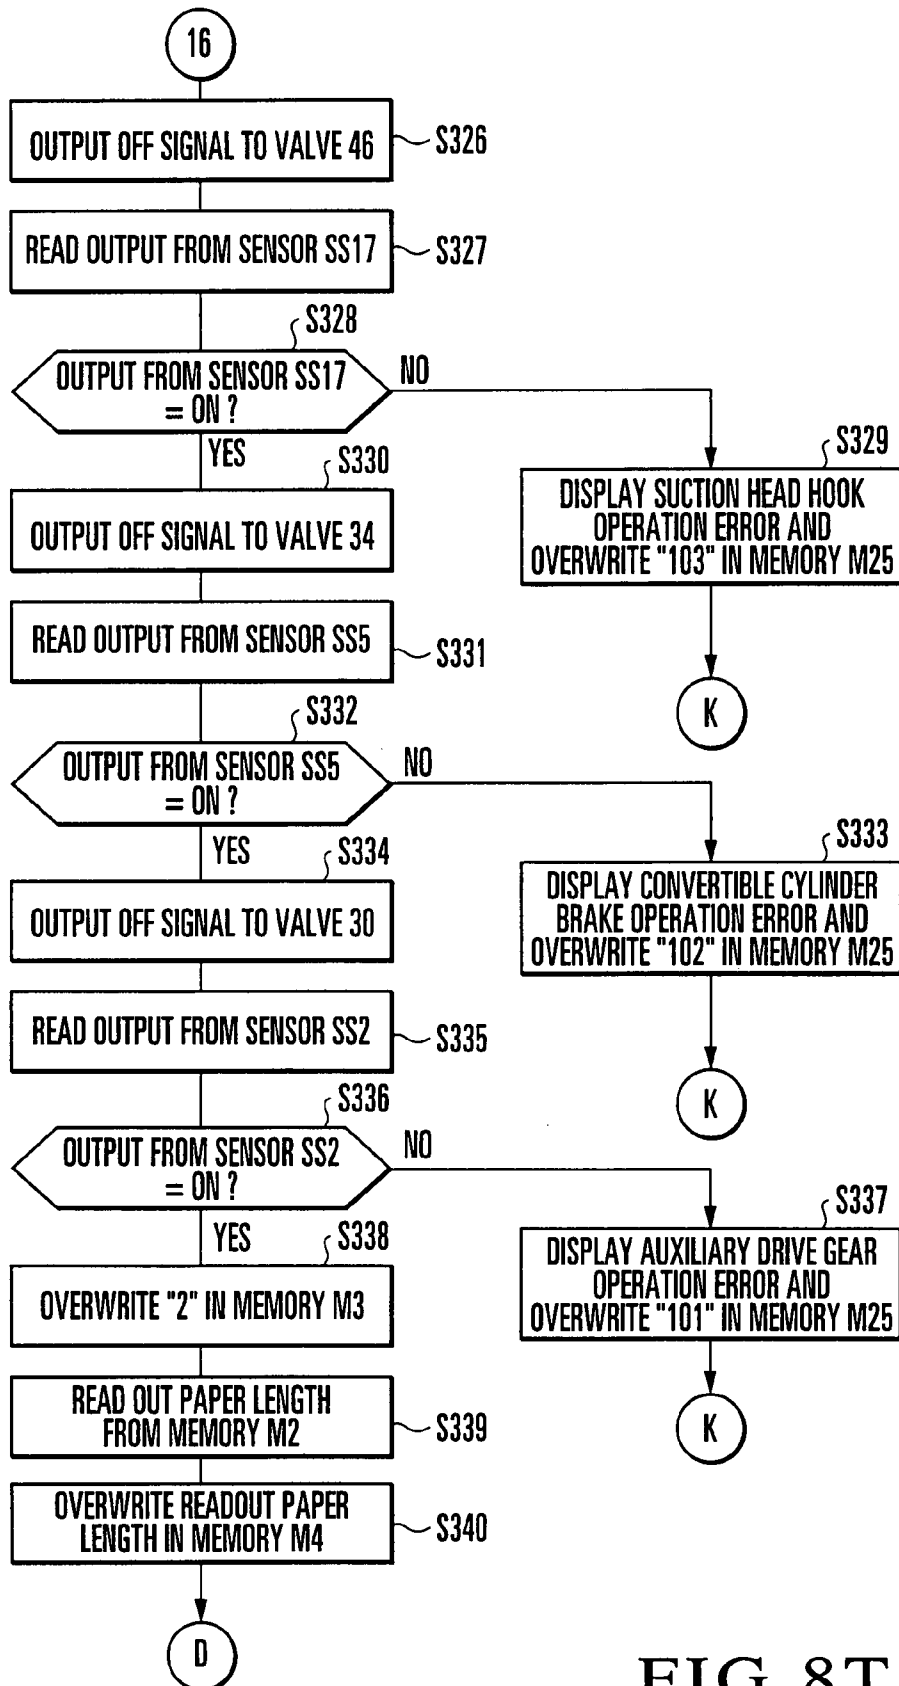 16
OUTPUT OFF SIGNAL TO VALVE 46
S326
READ OUTPUT FROM SENSOR SS17
S327
S328
OUTPUT FROM SENSOR SS17
= ON ?
NO
YES
S329
DISPLAY SUCTION HEAD HOOK
OPERATION ERROR AND
OVERWRITE "103" IN MEMORY M25
K
S330
OUTPUT OFF SIGNAL TO VALVE 34
READ OUTPUT FROM SENSOR SS5
S331
S332
OUTPUT FROM SENSOR SS5
= ON ?
NO
YES
S333
DISPLAY CONVERTIBLE CYLINDER
BRAKE OPERATION ERROR AND
OVERWRITE "102" IN MEMORY M25
K
S334
OUTPUT OFF SIGNAL TO VALVE 30
READ OUTPUT FROM SENSOR SS2
S335
S336
OUTPUT FROM SENSOR SS2
= ON ?
NO
YES
S337
DISPLAY AUXILIARY DRIVE GEAR
OPERATION ERROR AND
OVERWRITE "101" IN MEMORY M25
K
S338
OVERWRITE "2" IN MEMORY M3
READ OUT PAPER LENGTH
FROM MEMORY M2
S339
OVERWRITE READOUT PAPER
LENGTH IN MEMORY M4
S340
D
FIG. 8T